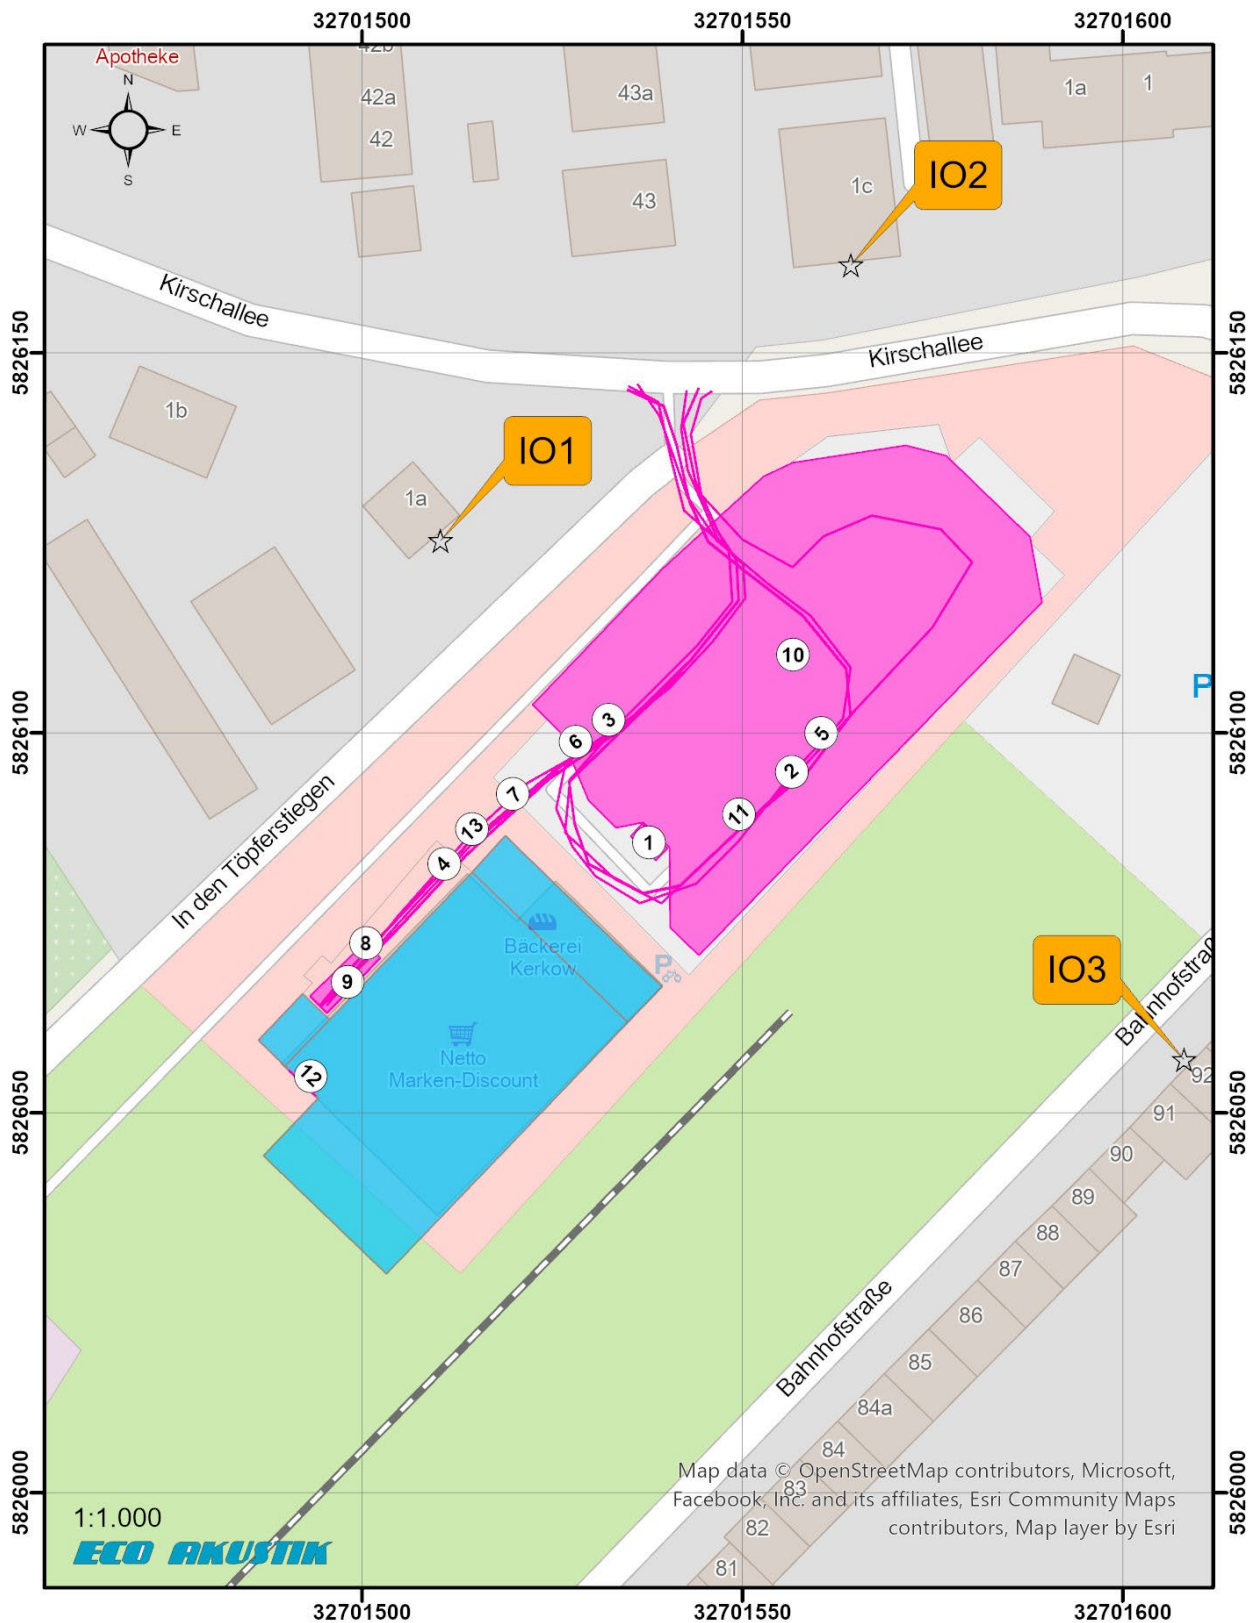 32701500
32701550
32701600
Apotheke
N
W
E
S
42b
42a
42
43a
43
1c
1a
1
IO2
Kirschallee
5826150
Kirschallee
5826150
1b
IO1
1a
10
P
5826100
5826100
3
6
5
2
7
11
13
1
4
In den Töpferstiegen
8
9
Bäckerei
Kerkow
P
IO3
Bahnhofstraß
Netto
Marken-Discount
12
92
91
5826050
5826050
90
89
88
87
86
85
Bahnhofstraße
84a
84
83
82
81
Map data © OpenStreetMap contributors, Microsoft,
Facebook, Inc. and its affiliates, Esri Community Maps
contributors, Map layer by Esri
5826000
5826000
1:1.000
ECO AKUSTIK
32701500
32701550
32701600